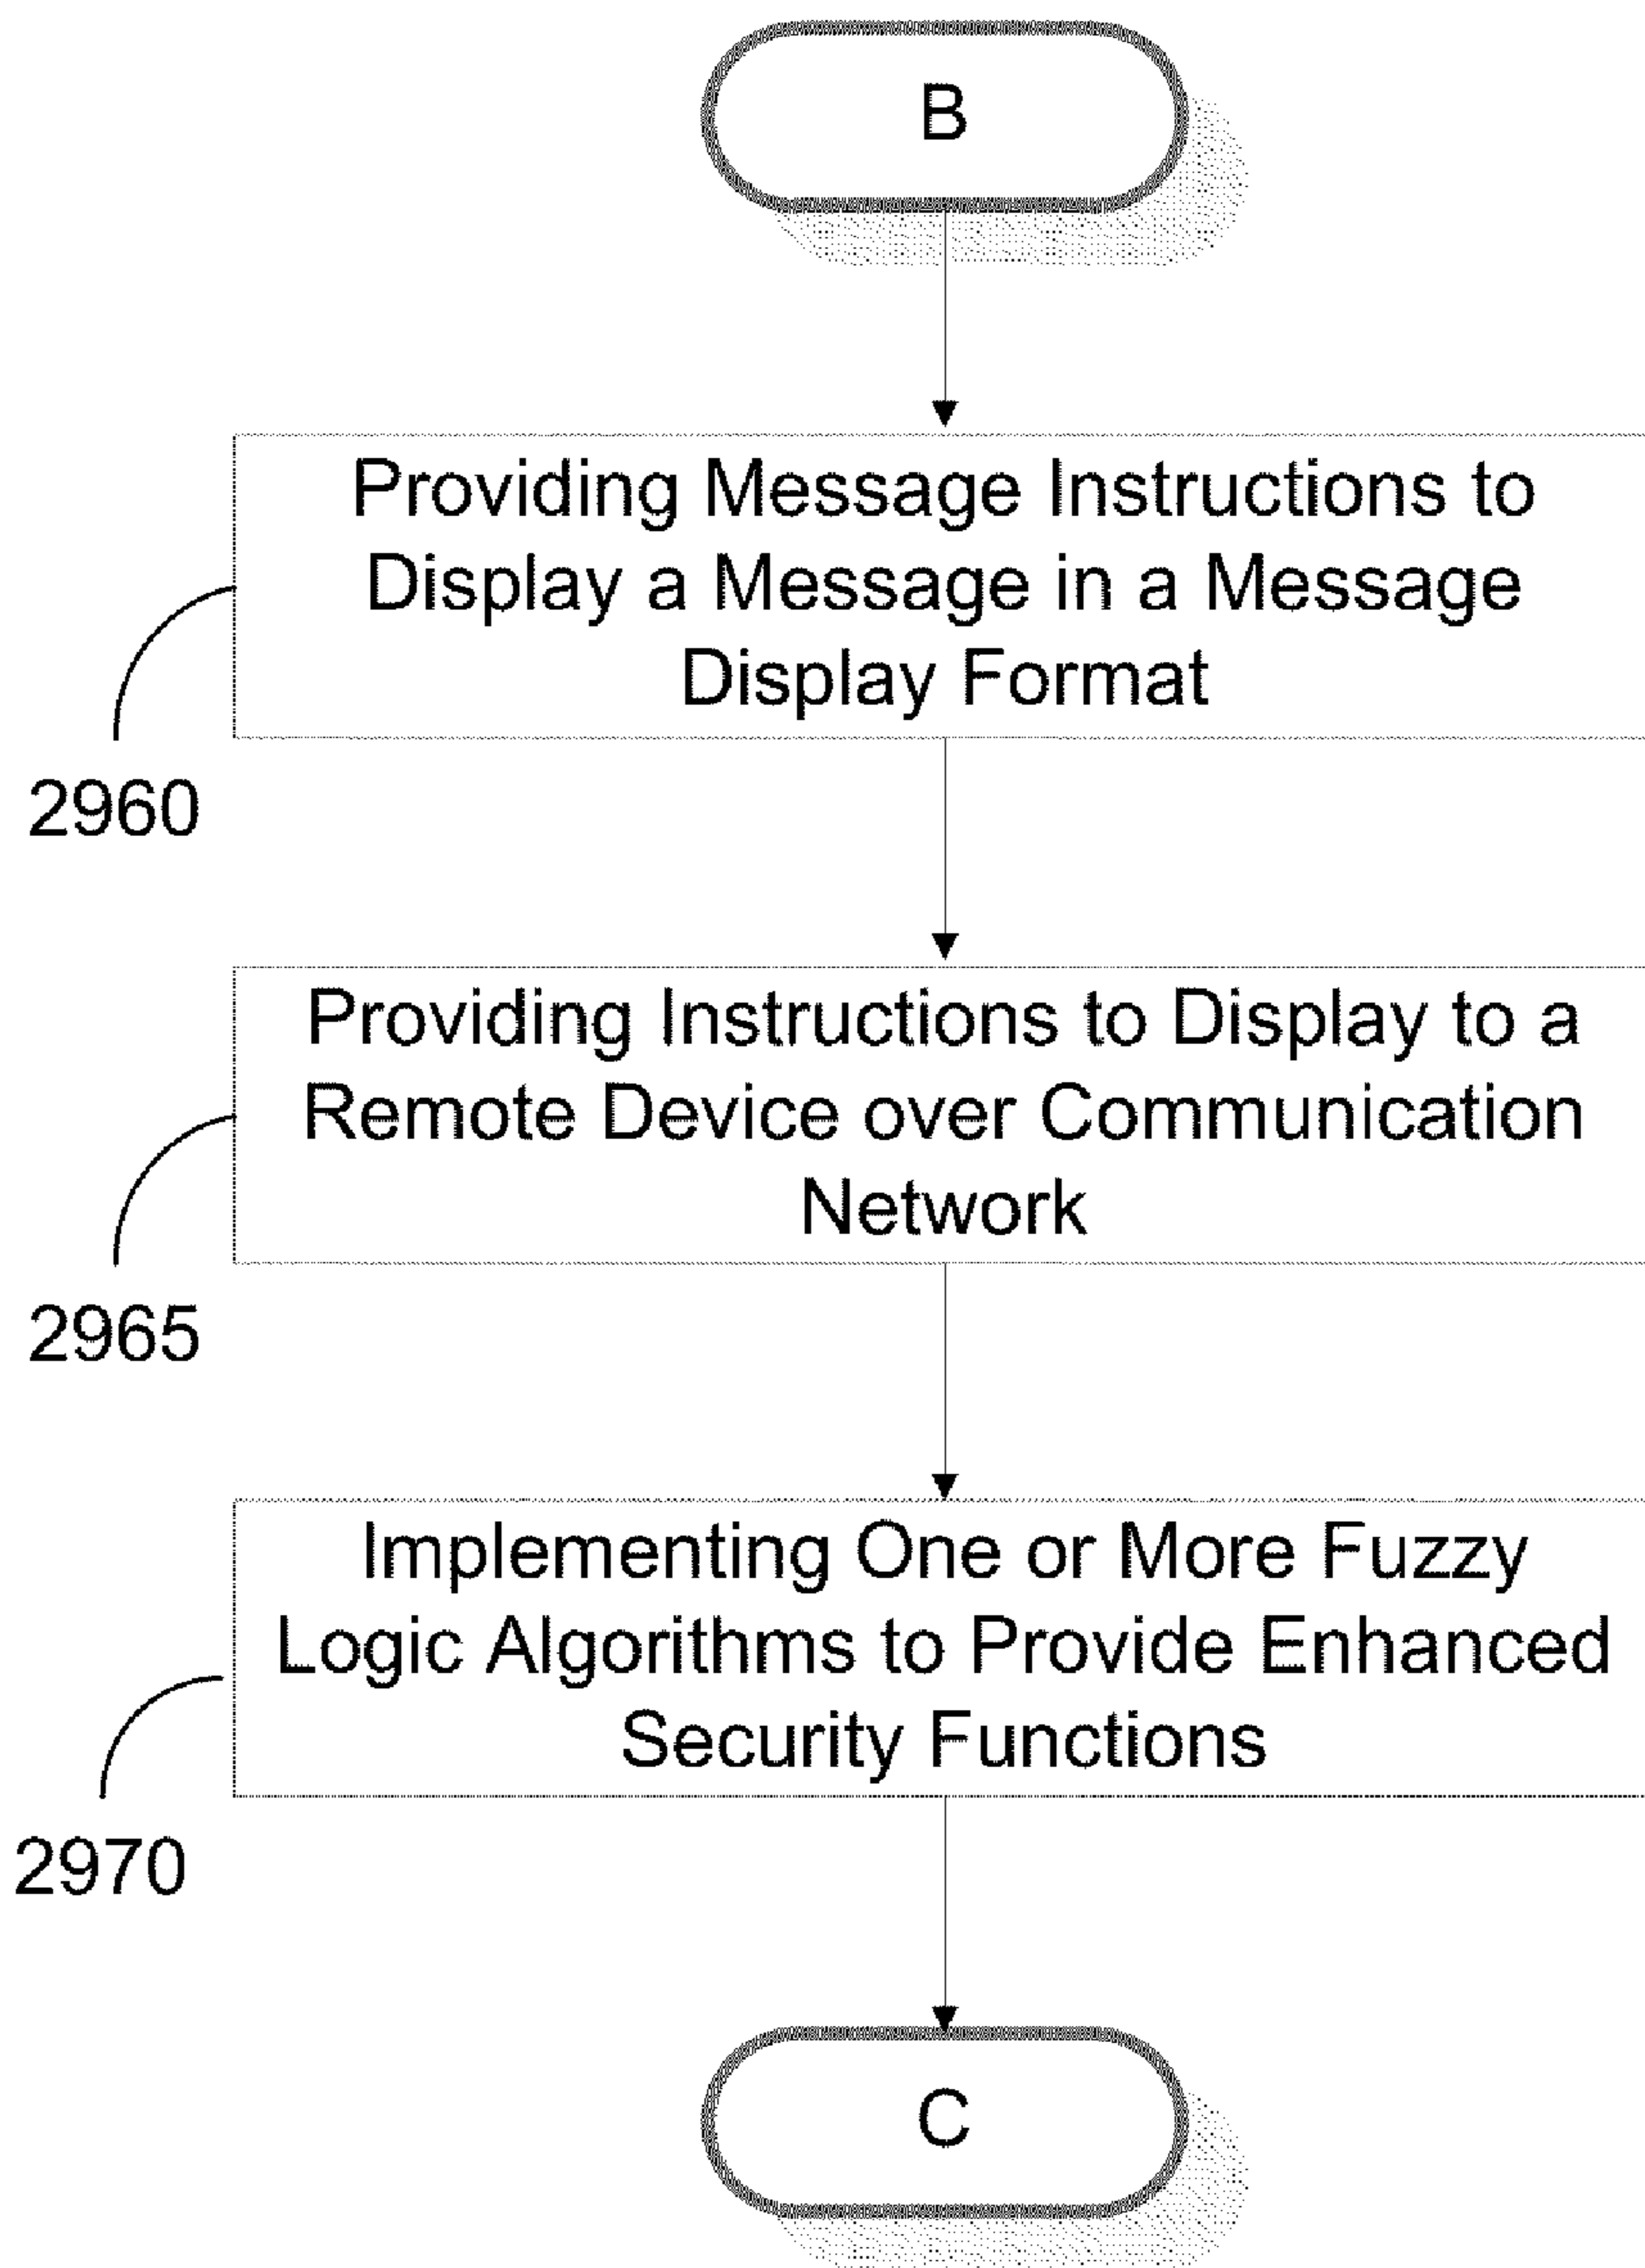 B
Providing Message Instructions to
Display a Message in a Message
Display Format
2960
Providing Instructions to Display to a
Remote Device over Communication
Network
2965
Implementing One or More Fuzzy
Logic Algorithms to Provide Enhanced
Security Functions
2970
C